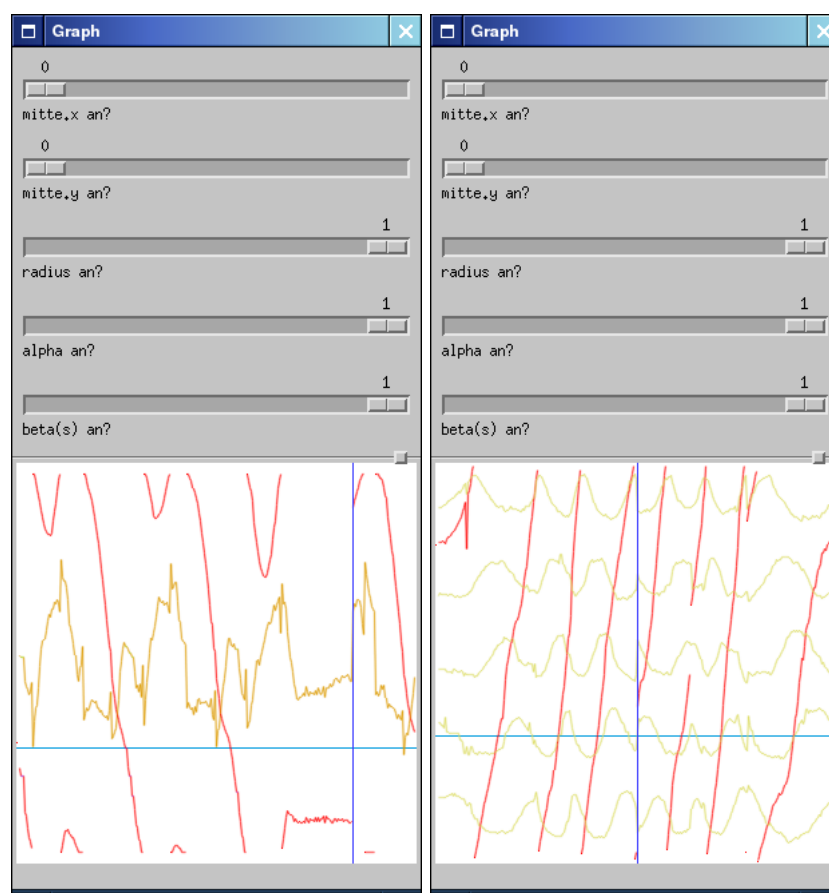 Graph
0
mitte.x an?
0
mitte.y an?
1
radius an?
1
alpha an?
1
beta(s) an?
Graph
0
mitte.x an?
0
mitte.y an?
1
radius an?
1
alpha an?
1
beta(s) an?